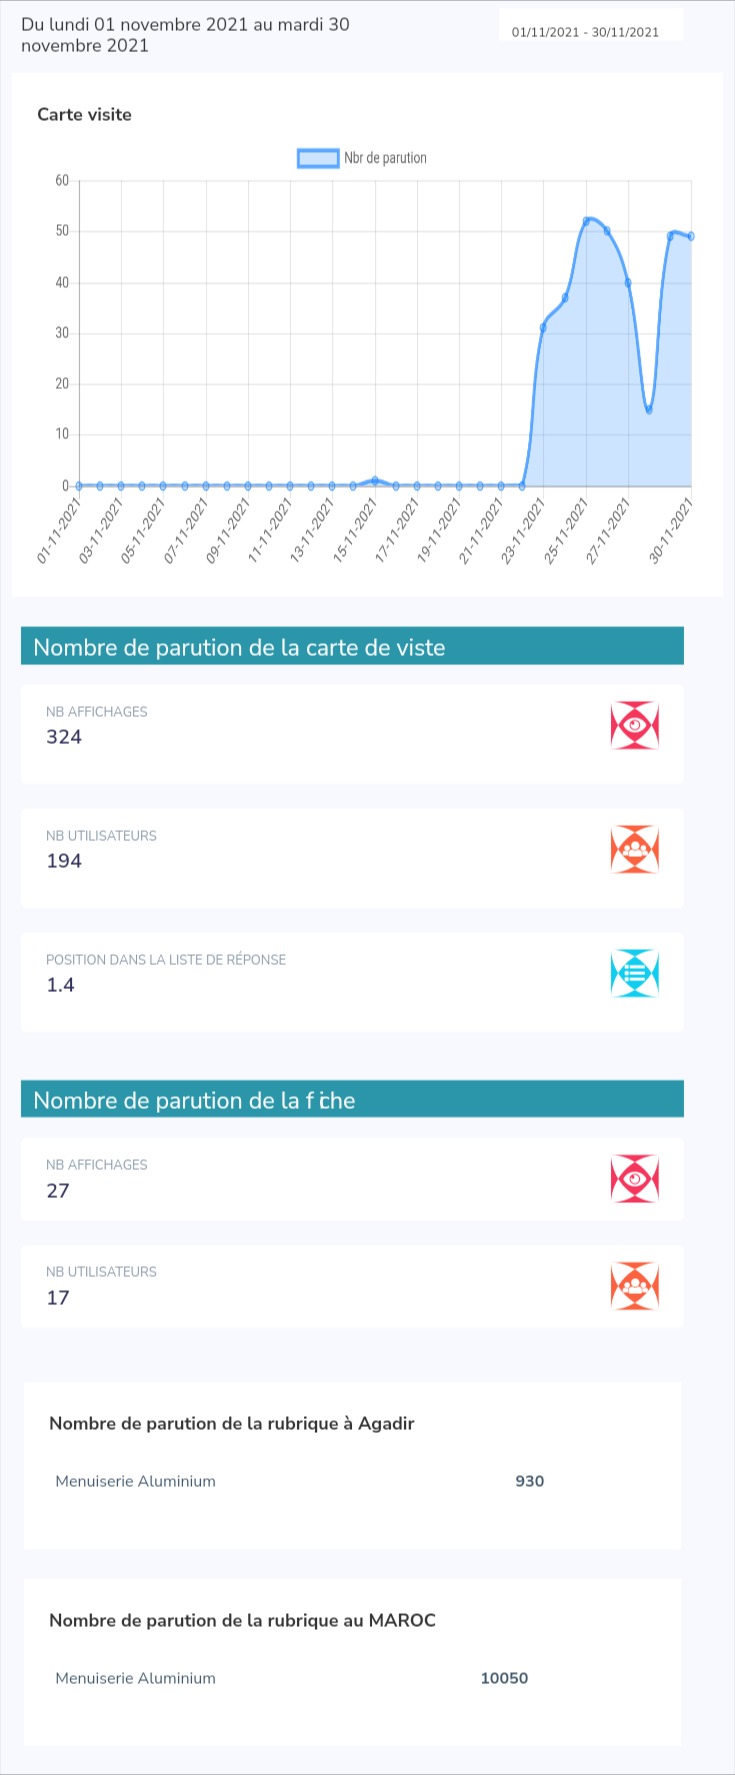 Du lundi 01 novembre 2021 au mardi 30
novembre 2021
01/11/2021 - 30/11/2021
Carte visite
Nbr de parution
60
50
40
30
20
10
0
01-11-2021
03-11-2021
05-11-2021
07-11-2021
09-11-2021
11-11-2021
13-11-2021
15-11-2021
17-11-2021
19-11-2021
21-11-2021
23-11-2021
25-11-2021
27-11-2021
30-11-2021
Nombre de parution de la carte de viste
NB AFFICHAGES
324
NB UTILISATEURS
194
POSITION DANS LA LISTE DE RÉPONSE
1.4
Nombre de parution de la fiche
NB AFFICHAGES
27
NB UTILISATEURS
17
Nombre de parution de la rubrique à Agadir
Menuiserie Aluminium 930
Nombre de parution de la rubrique au MAROC
Menuiserie Aluminium 10050